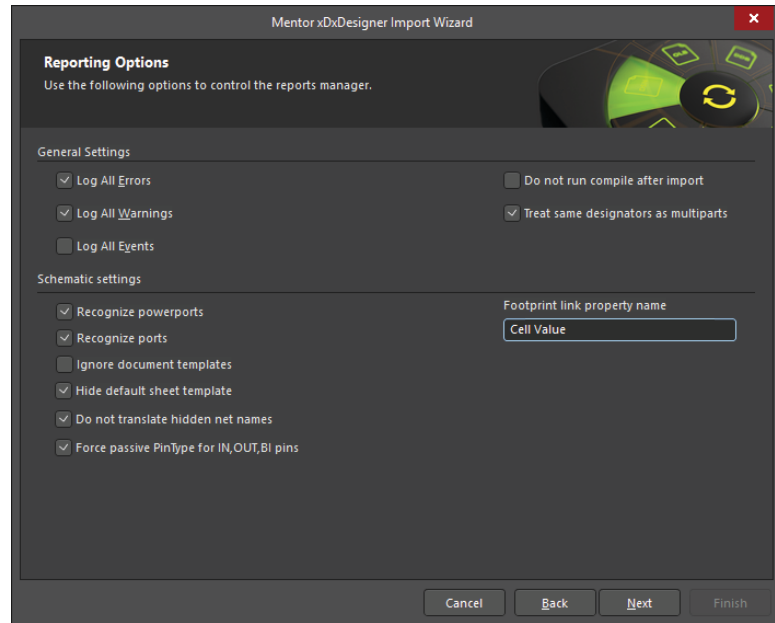 Mentor xDxDesigner Import Wizard
Reporting Options
Use the following options to control the reports manager.
General Settings
Log All Errors
Do not run compile after import
Log All Warnings
Treat same designators as multiparts
Log All Events
Schematic settings
Recognize powerports
Footprint link property name
Recognize ports
Cell Value
Ignore document templates
Hide default sheet template
Do not translate hidden net names
Force passive PinType for IN,OUT,BI pins
Cancel
Back
Next
Finish